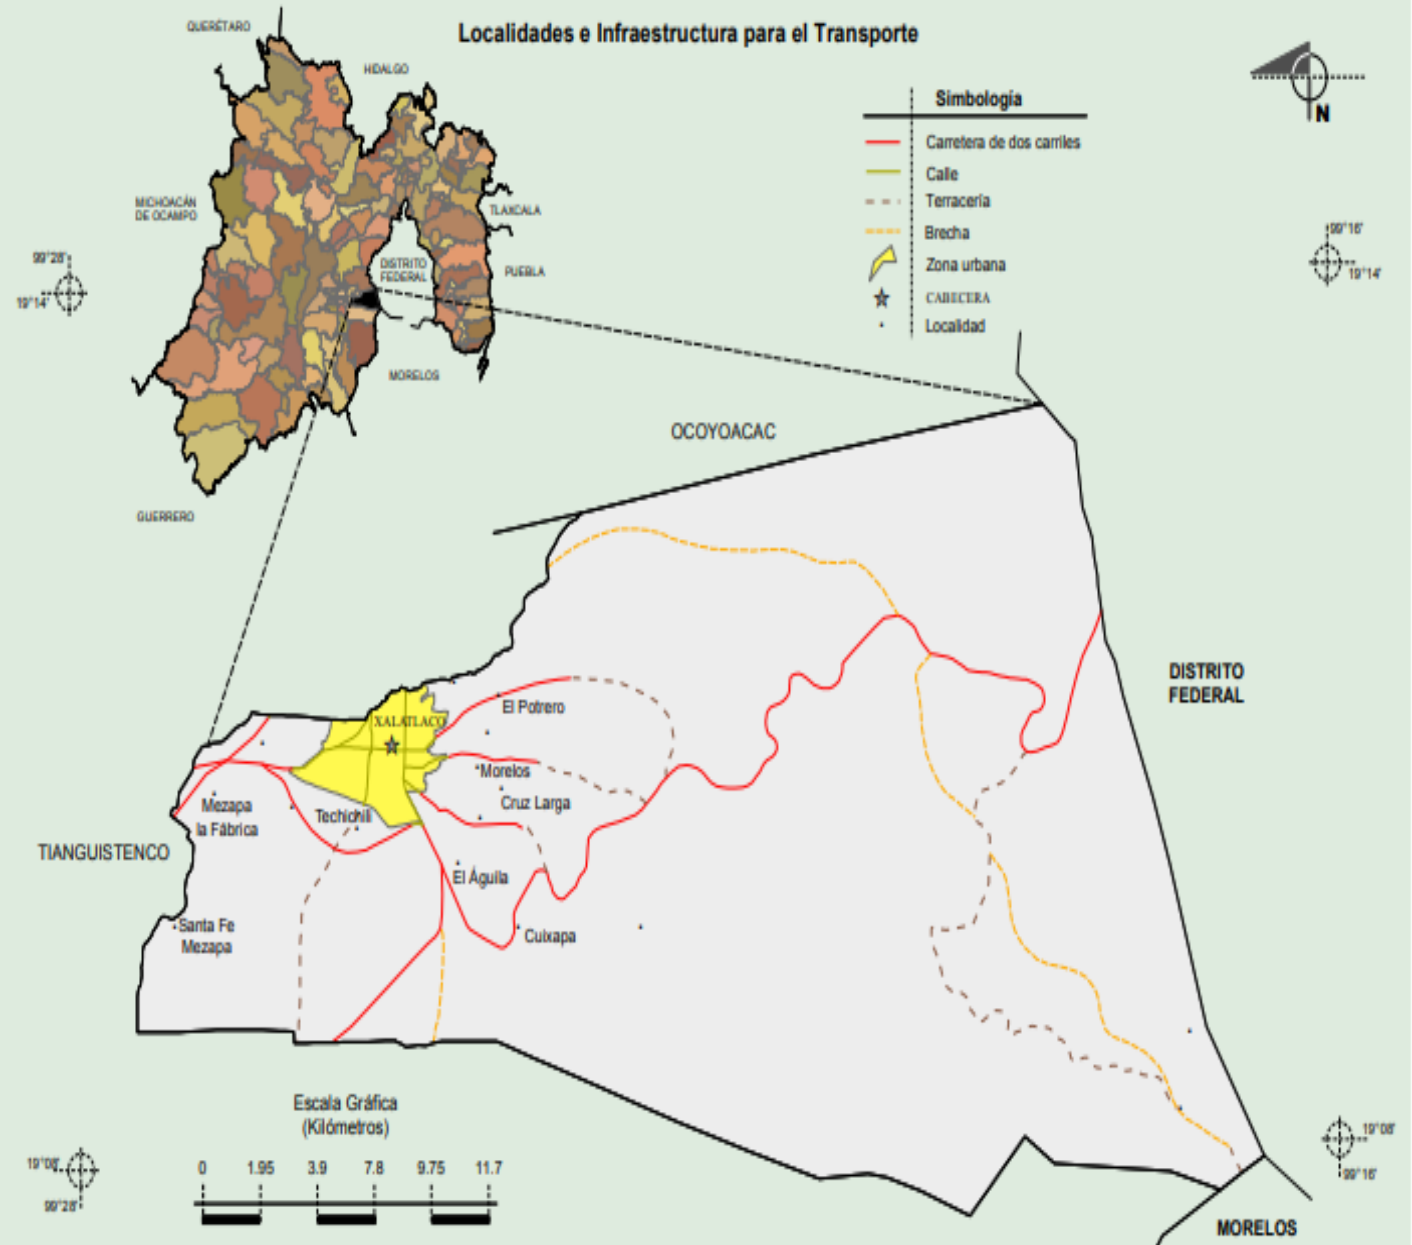 Localidades e Infraestructura para el Transporte
QUERÉTARO
HIDALGO
MICHOACÁN
DE OCAMPO
TLAXCALA
DISTRITO
FEDERAL
PUEBLA
MORELOS
GUERRERO
N
Simbología
Carretera de dos carriles
Calle
Terracería
Brecha
Zona urbana
CABECERA
Localidad
99°28'
19°14'
99°16'
19°14'
OCOYOACAC
DISTRITO
FEDERAL
XALATLACO
El Potrero
Morelos
Cruz Larga
Mezapa
la Fábrica
Techichili
TIANGUISTENCO
El Águila
Santa Fe
Mezapa
Cuixapa
Escala Gráfica
(Kilómetros)
0 1.95 3.9 7.8 9.75 11.7
19°08'
99°28'
19°08'
99°16'
MORELOS